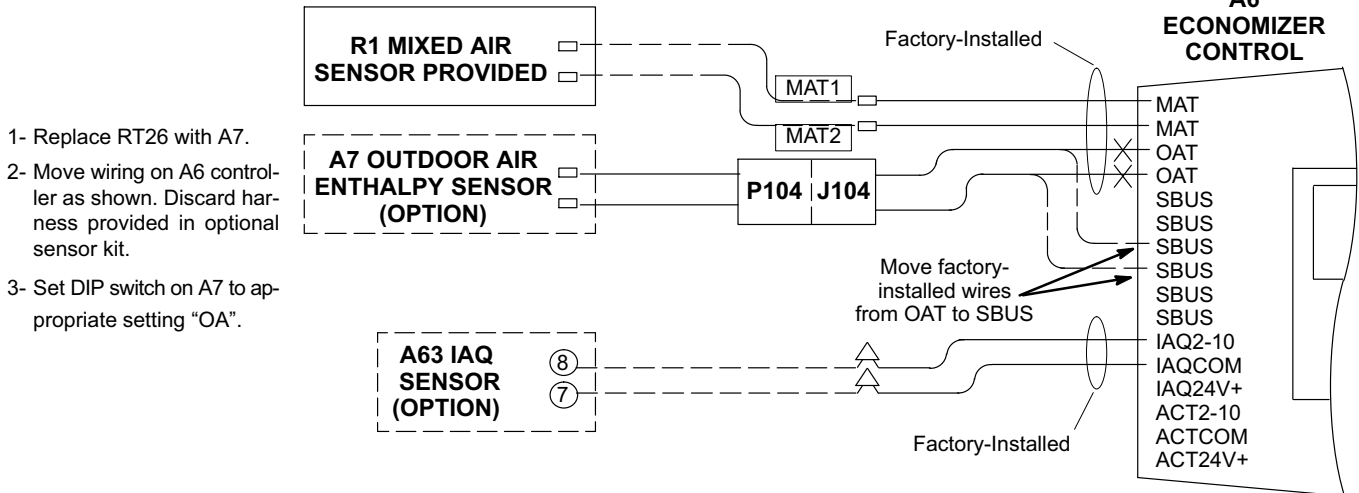 1- Replace RT26 with A7.
2- Move wiring on A6 control-
ler as shown. Discard har-
ness provided in optional
sensor kit.
3- Set DIP switch on A7 to ap-
propriate setting “OA”.
R1 MIXED AIR
SENSOR PROVIDED
A7 OUTDOOR AIR
ENTHALPY SENSOR
(OPTION)
A63 IAQ
SENSOR
(OPTION)
8
7
MAT1
MAT2
P104
J104
Factory-Installed
Move factory-
installed wires
from OAT to SBUS
Factory-Installed
A6
ECONOMIZER
CONTROL
MAT
MAT
OAT
OAT
SBUS
SBUS
SBUS
SBUS
SBUS
SBUS
IAQ2-10
IAQCOM
IAQ24V+
ACT2-10
ACTCOM
ACT24V+